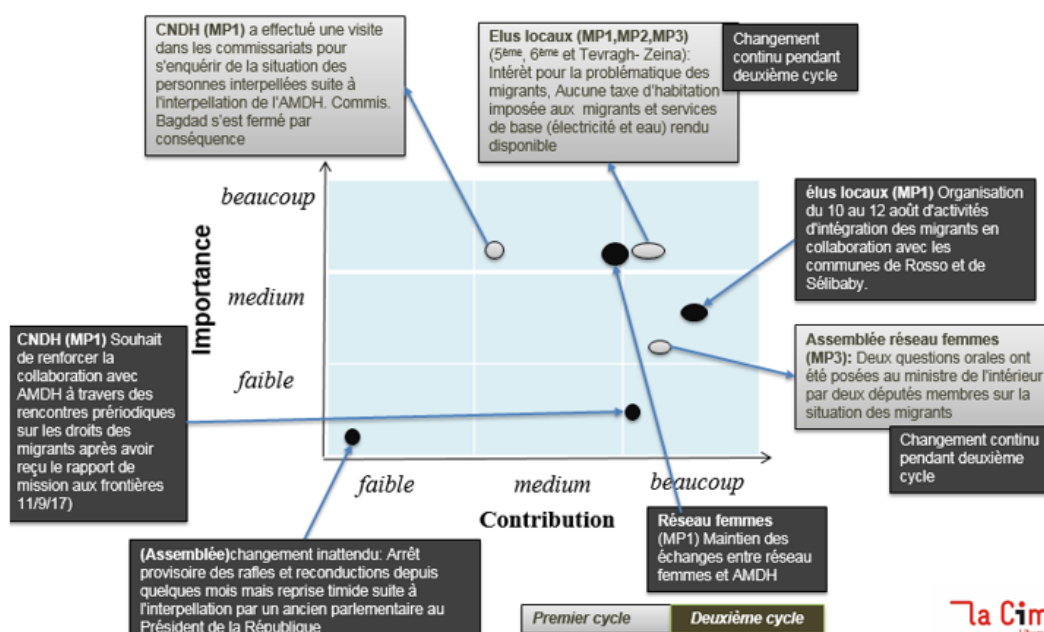 CNDH (MP1) a effectué une visite
dans les commissariats pour
s'enquérir de la situation des
personnes interpellées suite à
l'interpellation de l'AMDH. Commis.
Bagdad s'est fermé par
conséquence
Elus locaux (MP1,MP2,MP3)
(5ème, 6ème et Tevragh- Zeina):
Intérêt pour la problématique des
migrants, Aucune taxe d'habitation
imposée aux migrants et services
de base (électricité et eau) rendu
disponible
Changement
continu pendant
deuxième cycle
élus locaux (MP1) Organisation
du 10 au 12 août d'activités
d'intégration des migrants en
collaboration avec les
communes de Rosso et de
Sélibaby.
Importance
beaucoup
medium
faible
CNDH (MP1) Souhait
de renforcer la
collaboration avec
AMDH à travers des
rencontres prériodiques
sur les droits des
migrants après avoir
reçu le rapport de
mission aux frontières
11/9/17)
Assemblée réseau femmes
(MP3): Deux questions orales ont
été posées au ministre de l'intérieur
par deux députés membres sur la
situation des migrants
Changement continu
pendant deuxième
cycle
faible
medium
beaucoup
Contribution
Réseau femmes
(MP1) Maintien des
échanges entre réseau
femmes et AMDH
(Assemblée)changement inattendu: Arrêt
provisoire des rafles et reconductions depuis
quelques mois mais reprise timide suite à
l'interpellation par un ancien parlementaire au
Président de la République
Premier cycle
Deuxième cycle
la Cim